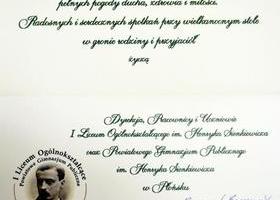 pełnych pogody ducha, zdrowia i miłości.
Radosnych i serdecznych spotkań przy wielkanocnym stole
w gronie rodziny i przyjaciół
życzą
Dyrekcja, Pracownicy i Uczniowie
I Liceum Ogólnokształcącego im. Henryka Sienkiewicza
oraz Powiatowego Gimnazjum Publicznego
im. Henryka Sienkiewicza
w Płońsku
I Liceum Ogólnokształcące
Powiatowe Gimnazjum Publiczne